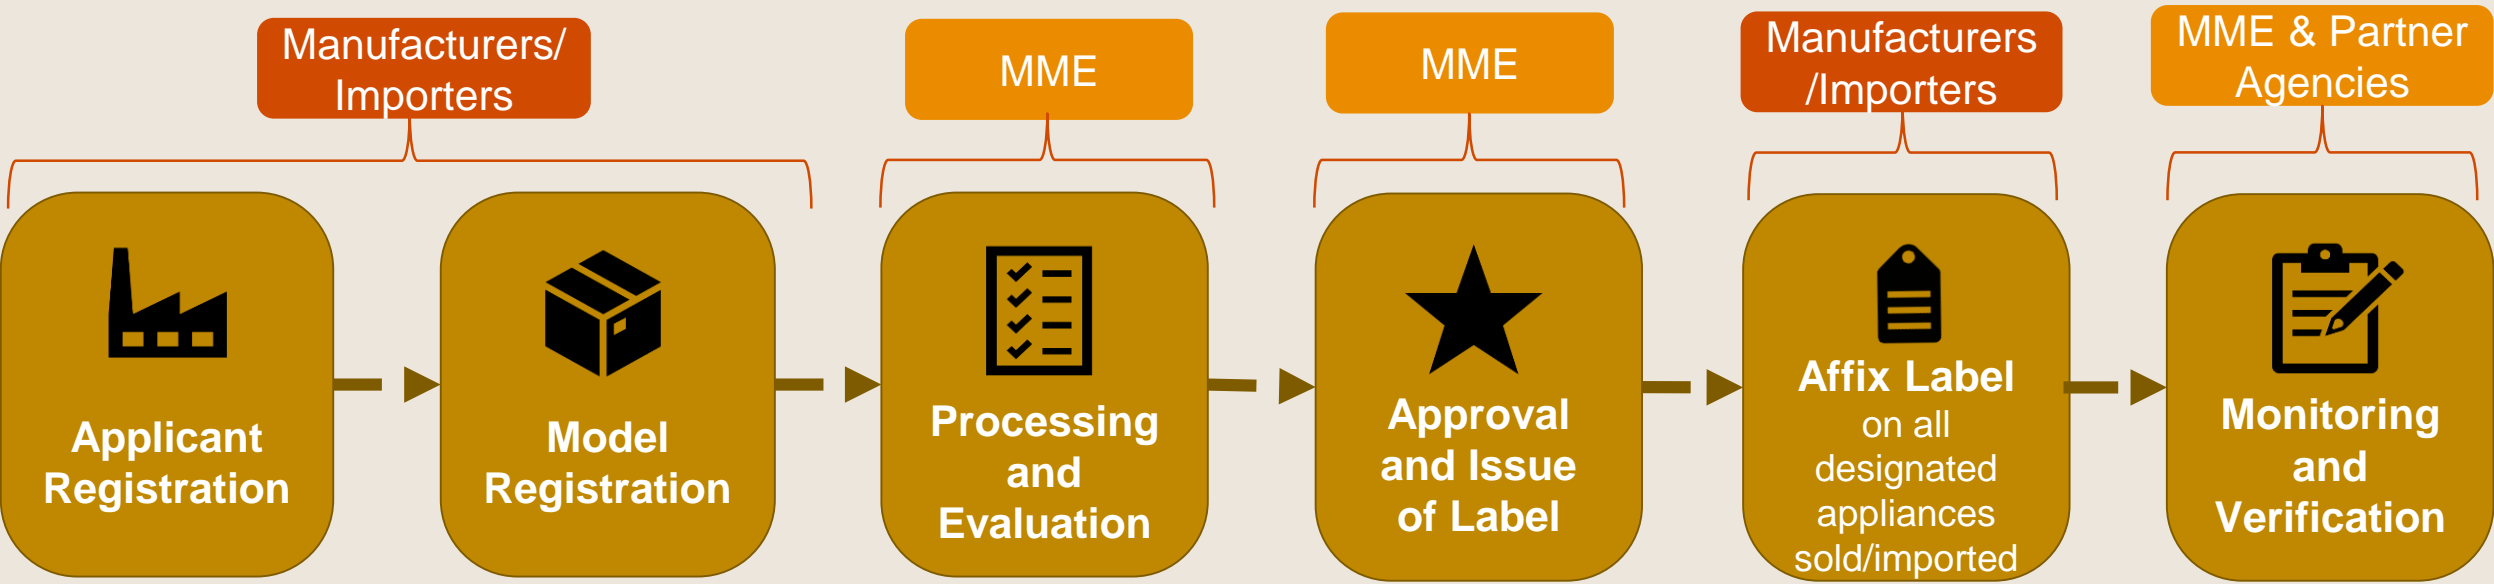 Manufacturers/
Importers
MME
MME
Manufacturers
/Importers
MME & Partner
Agencies
Applicant
Registration
Model
Registration
Processing
and
Evaluation
Approval
and Issue
of Label
Affix Label
on all
designated
appliances
sold/imported
Monitoring
and
Verification